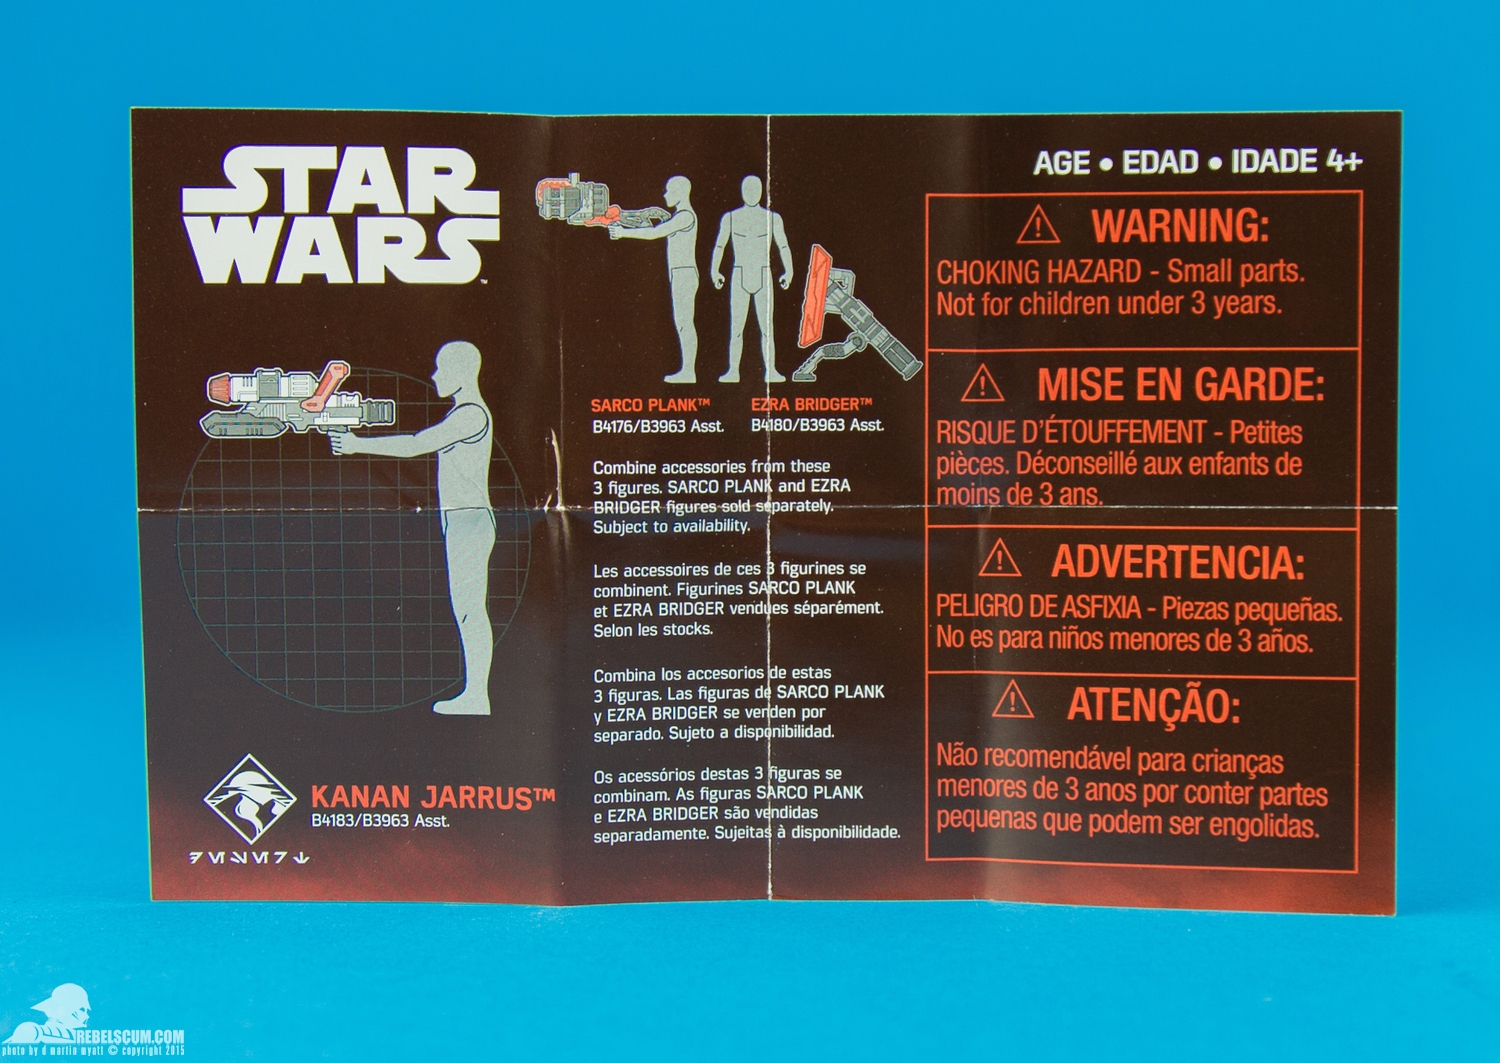 STAR
WARS™
AGE • EDAD • IDADE 4+
KANAN JARRUS™
B4183/B3963 Asst.
SARCO PLANK™
B4176/B3963 Asst.
EZRA BRIDGER™
B4180/B3963 Asst.
Combine accessories from these
3 figures. SARCO PLANK and EZRA
BRIDGER figures sold separately.
Subject to availability.
Les accessoires de ces 3 figurines se
combinent. Figurines SARCO PLANK
et EZRA BRIDGER vendues séparément.
Selon les stocks.
Combina los accesorios de estas
3 figuras. Las figuras de SARCO PLANK
y EZRA BRIDGER se venden por
separado. Sujeto a disponibilidad.
Os acessórios destas 3 figuras se
combinam. As figuras SARCO PLANK
e EZRA BRIDGER são vendidas
separadamente. Sujeitas à disponibilidade.
WARNING:
CHOKING HAZARD - Small parts.
Not for children under 3 years.
MISE EN GARDE:
RISQUE D'ÉTOUFFEMENT - Petites
pièces. Déconseillé aux enfants de
moins de 3 ans.
ADVERTENCIA:
PELIGRO DE ASFIXIA - Piezas pequeñas.
No es para niños menores de 3 años.
ATENÇÃO:
Não recomendável para crianças
menores de 3 anos por conter partes
pequenas que podem ser engolidas.
REBELSCUM.COM
photo by d martin myatt © copyright 2015